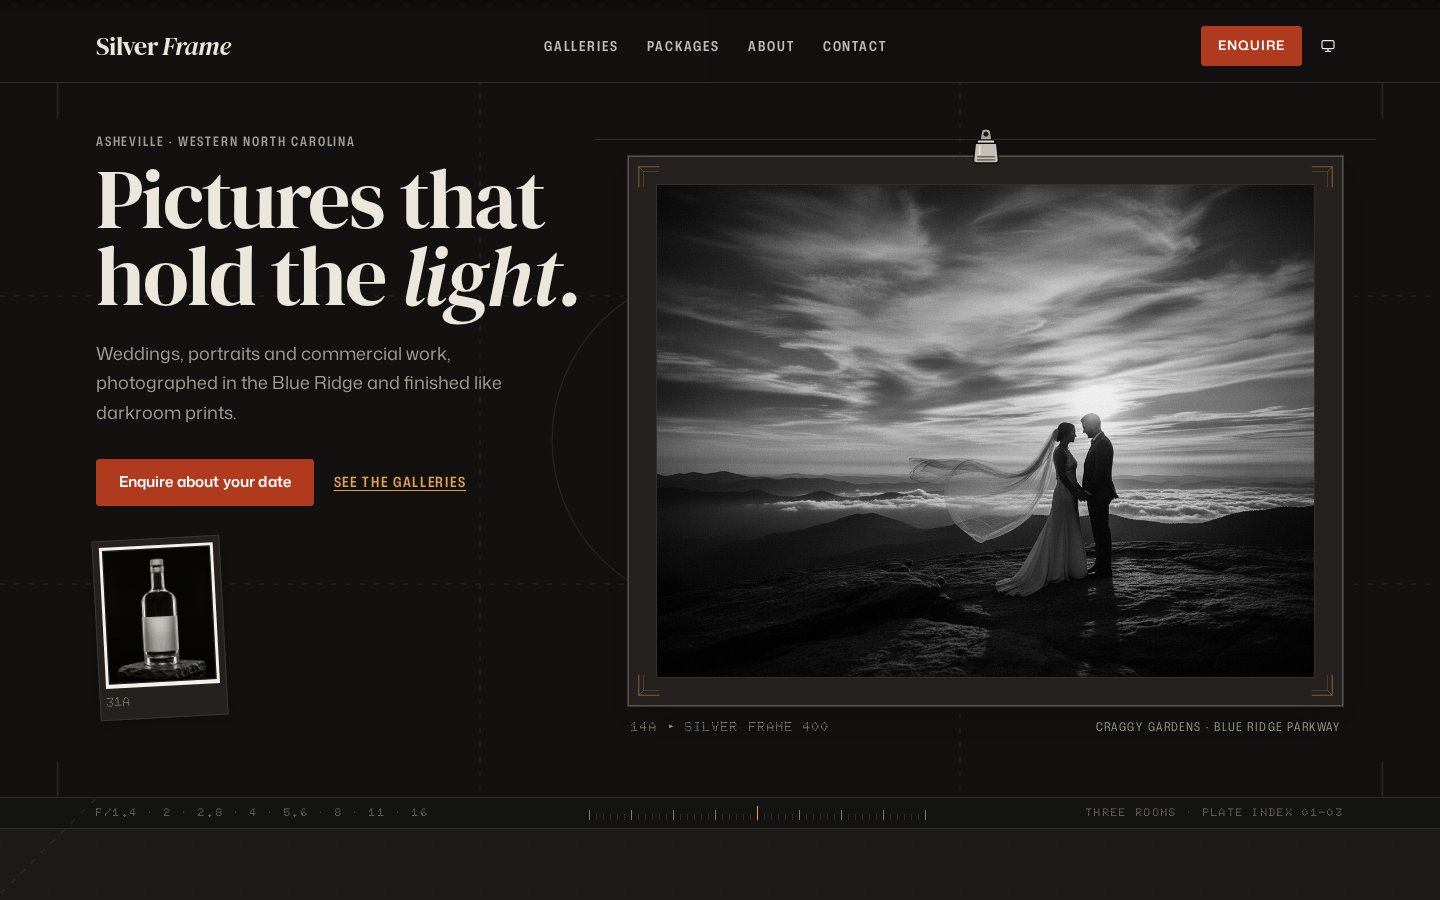 Silver Frame
GALLERIES
PACKAGES
ABOUT
CONTACT
ENQUIRE
ASHEVILLE · WESTERN NORTH CAROLINA
Pictures that
hold the light.
Weddings, portraits and commercial work,
photographed in the Blue Ridge and finished like
darkroom prints.
Enquire about your date
SEE THE GALLERIES
31A
14A ▸ SILVER FRAME 400
CRAGGY GARDENS · BLUE RIDGE PARKWAY
F/1.4 · 2 · 2.8 · 4 · 5.6 · 8 · 11 · 16
THREE ROOMS · PLATE INDEX 01–03